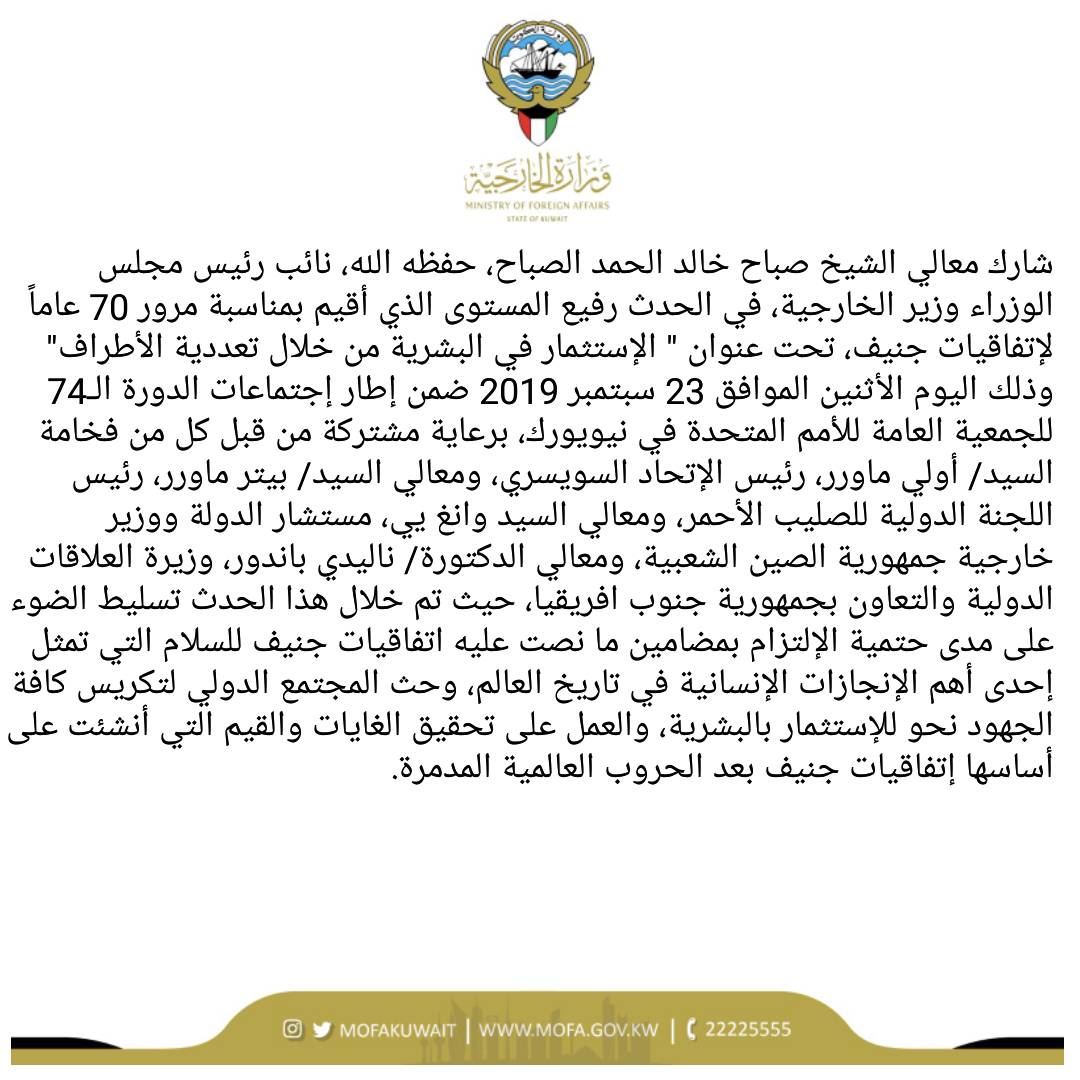 دولة الكويت
وزارة الخارجية
MINISTRY OF FOREIGN AFFAIRS
STATE OF KUWAIT
شارك معالي الشيخ صباح خالد الحمد الصباح، حفظه الله، نائب رئيس مجلس
الوزراء وزير الخارجية، في الحدث رفيع المستوى الذي أقيم بمناسبة مرور 70 عاماً
لإتفاقيات جنيف، تحت عنوان " الإستثمار في البشرية من خلال تعددية الأطراف"
وذلك اليوم الأثنين الموافق 23 سبتمبر 2019 ضمن إطار إجتماعات الدورة الـ74
للجمعية العامة للأمم المتحدة في نيويورك، برعاية مشتركة من قبل كل من فخامة
السيد/ أولي ماورر، رئيس الإتحاد السويسري، ومعالي السيد/ بيتر ماورر، رئيس
اللجنة الدولية للصليب الأحمر، ومعالي السيد وانغ يي، مستشار الدولة ووزير
خارجية جمهورية الصين الشعبية، ومعالي الدكتورة/ ناليدي باندور، وزيرة العلاقات
الدولية والتعاون بجمهورية جنوب افريقيا، حيث تم خلال هذا الحدث تسليط الضوء
على مدى حتمية الإلتزام بمضامين ما نصت عليه اتفاقيات جنيف للسلام التي تمثل
إحدى أهم الإنجازات الإنسانية في تاريخ العالم، وحث المجتمع الدولي لتكريس كافة
الجهود نحو للإستثمار بالبشرية، والعمل على تحقيق الغايات والقيم التي أنشئت على
أساسها إتفاقيات جنيف بعد الحروب العالمية المدمرة.
MOFAKUWAIT | WWW.MOFA.GOV.KW | 22225555